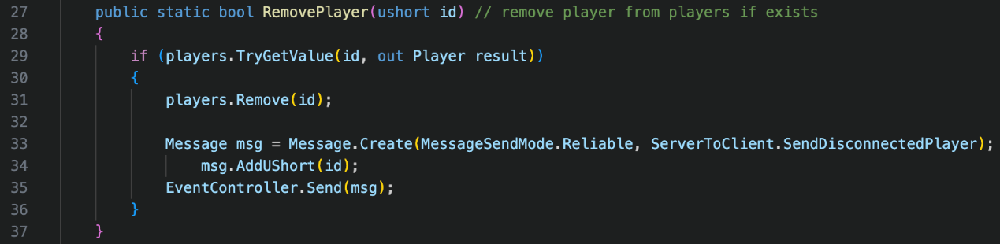 27 public static bool RemovePlayer(ushort id) // remove player from players if exists
28 {
29 if (players.TryGetValue(id, out Player result))
30 {
31 players.Remove(id);
32
33 Message msg = Message.Create(MessageSendMode.Reliable, ServerToClient.SendDisconnectedPlayer);
34 msg.AddUShort(id);
35 EventController.Send(msg);
36 }
37 }